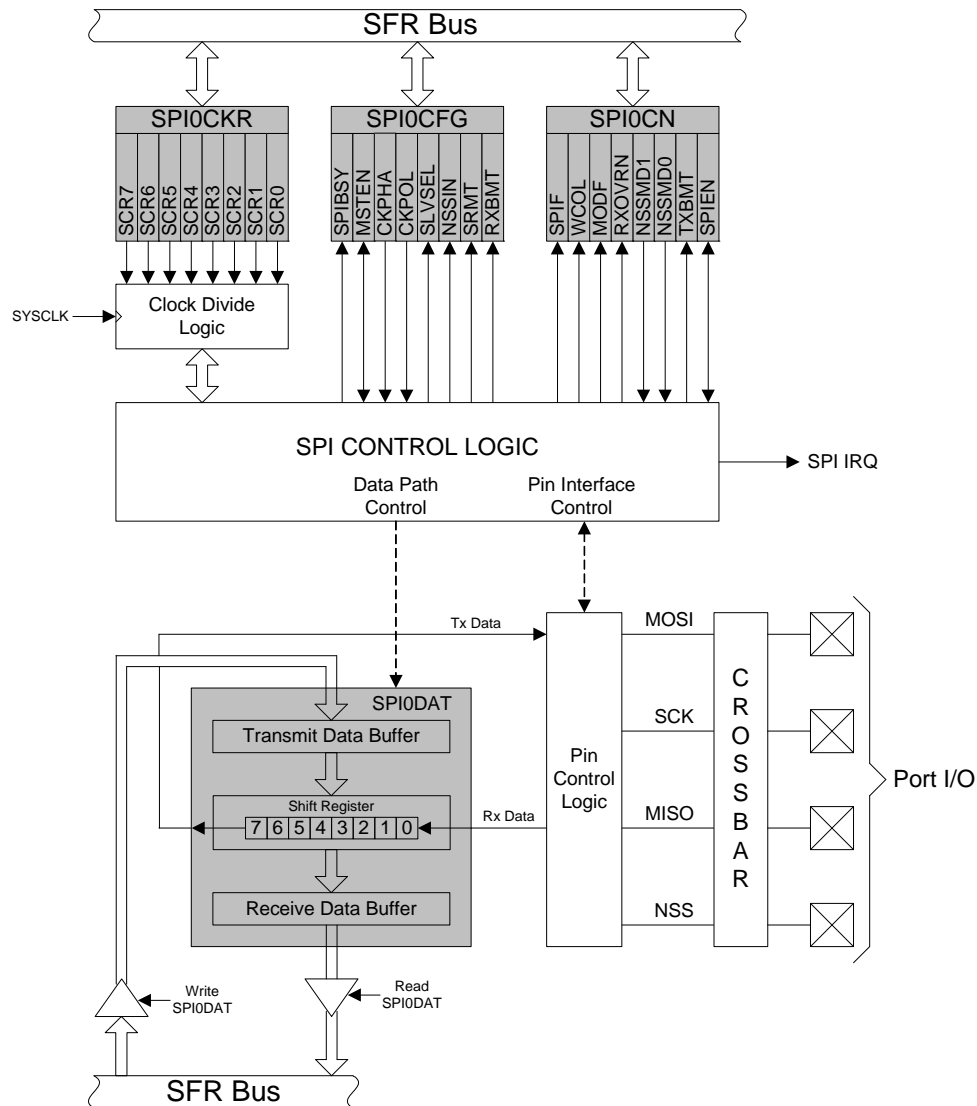 SFR Bus
SPI0CKR
SCR7
SCR6
SCR5
SCR4
SCR3
SCR2
SCR1
SCR0
SPI0CFG
SPIBSY
MSTEN
CKPHA
CKPOL
SLVSEL
NSSIN
SRMT
RXBMT
SPI0CN
SPIF
WCOL
MODF
RXOVRN
NSSMD1
NSSMD0
TXBMT
SPIEN
SYSCLK
Clock Divide
Logic
SPI CONTROL LOGIC
Data Path
Control
Pin Interface
Control
SPI IRQ
Tx Data
SPI0DAT
Transmit Data Buffer
Shift Register
7 6 5 4 3 2 1 0
Rx Data
Receive Data Buffer
Pin
Control
Logic
MOSI
SCK
MISO
NSS
CROSSBAR
Port I/O
Write
SPI0DAT
Read
SPI0DAT
SFR Bus